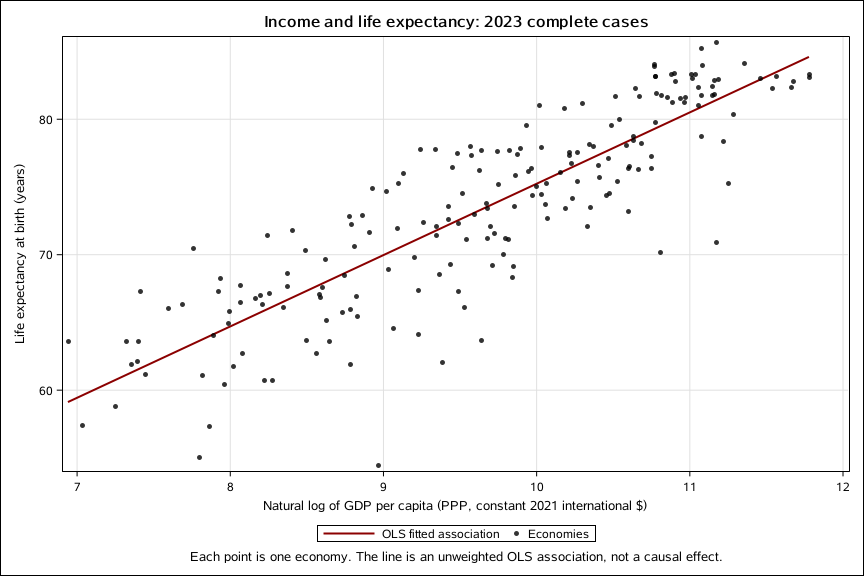 Income and life expectancy: 2023 complete cases
Life expectancy at birth (years)
80
70
60
7 8 9 10 11 12
Natural log of GDP per capita (PPP, constant 2021 international $)
OLS fitted association Economies
Each point is one economy. The line is an unweighted OLS association, not a causal effect.